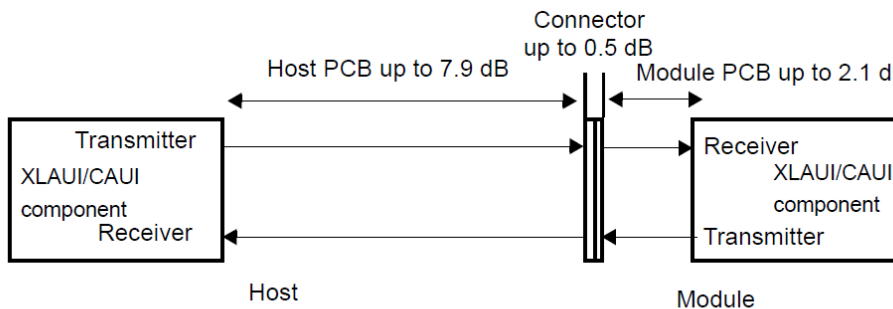 Connector
up to 0.5 dB
Host PCB up to 7.9 dB
Module PCB up to 2.1 d
Transmitter
XLAUI/CAUI
component
Receiver
Receiver
XLAUI/CAUI
component
Transmitter
Host
Module